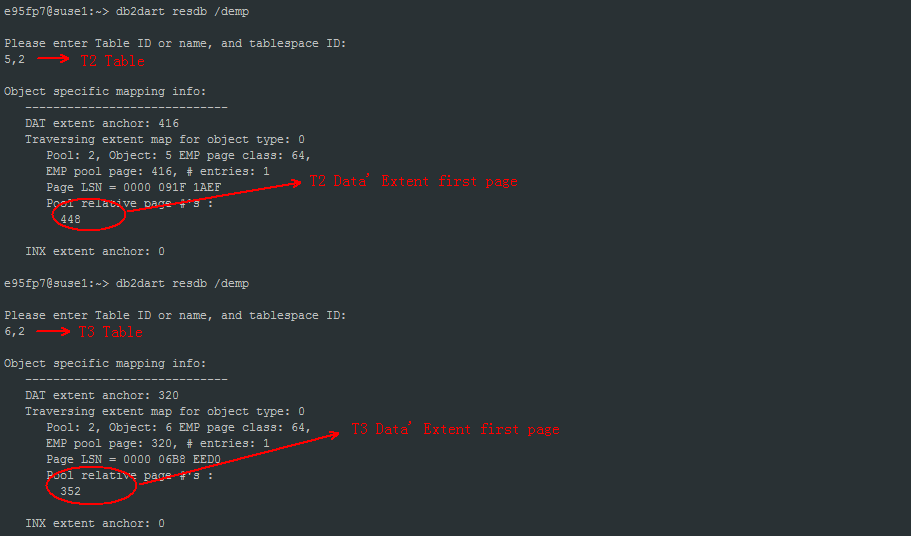 e95fp7@suse1:~> db2dart resdb /demp
Please enter Table ID or name, and tablespace ID:
5,2 T2 Table
Object specific mapping info:
----------------------------
DAT extent anchor: 416
Traversing extent map for object type: 0
Pool: 2, Object: 5 EMP page class: 64,
EMP pool page: 416, # entries: 1
Page LSN = 0000 091F 1AEF
T2 Data' Extent first page
Pool relative page #'s :
448
INX extent anchor: 0
e95fp7@suse1:~> db2dart resdb /demp
Please enter Table ID or name, and tablespace ID:
6,2 T3 Table
Object specific mapping info:
----------------------------
DAT extent anchor: 320
Traversing extent map for object type: 0
Pool: 2, Object: 6 EMP page class: 64,
T3 Data' Extent first page
EMP pool page: 320, # entries: 1
Page LSN = 0000 06B8 EED0
Pool relative page #'s :
352
INX extent anchor: 0